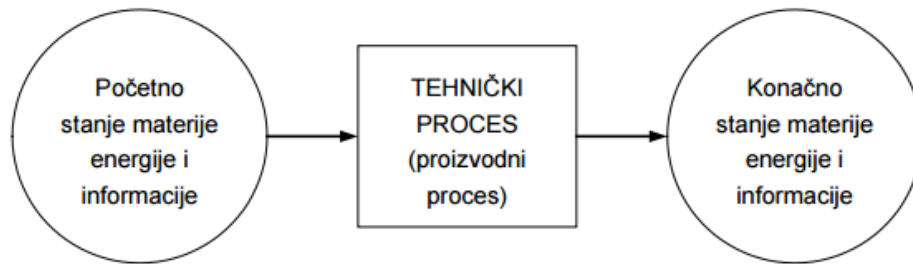 Početno
stanje materije
energije i
informacije
TEHNIČKI
PROCES
(proizvodni
proces)
Konačno
stanje materije
energije i
informacije